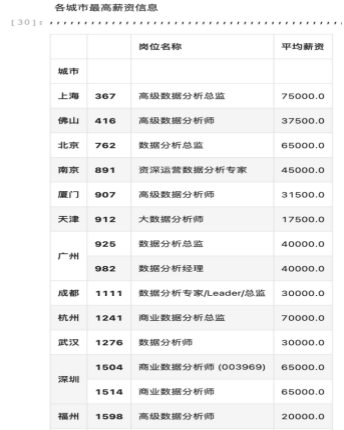 各城市最高薪资信息
[30]:
岗位名称 平均薪资
城市
上海 367 高级数据分析总监 75000.0
佛山 416 高级数据分析师 37500.0
北京 762 数据分析总监 65000.0
南京 891 资深运营数据分析专家 45000.0
厦门 907 高级数据分析师 31500.0
天津 912 大数据分析师 17500.0
广州 925 数据分析总监 40000.0
982 数据分析经理 40000.0
成都 1111 数据分析专家/Leader/总监 30000.0
杭州 1241 商业数据分析总监 70000.0
武汉 1276 数据分析师 30000.0
深圳 1504 商业数据分析师 (003969) 65000.0
1514 商业数据分析师 65000.0
福州 1598 高级数据分析师 20000.0